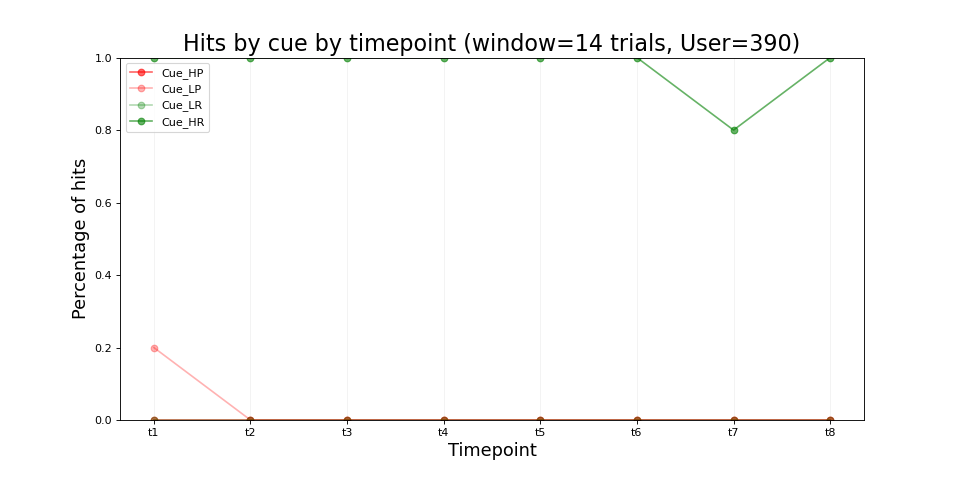 Hits by cue by timepoint (window=14 trials, User=390)
Percentage of hits
1.0
0.8
0.6
0.4
0.2
0.0
Cue_HP
Cue_LP
Cue_LR
Cue_HR
t1 t2 t3 t4 t5 t6 t7 t8
Timepoint